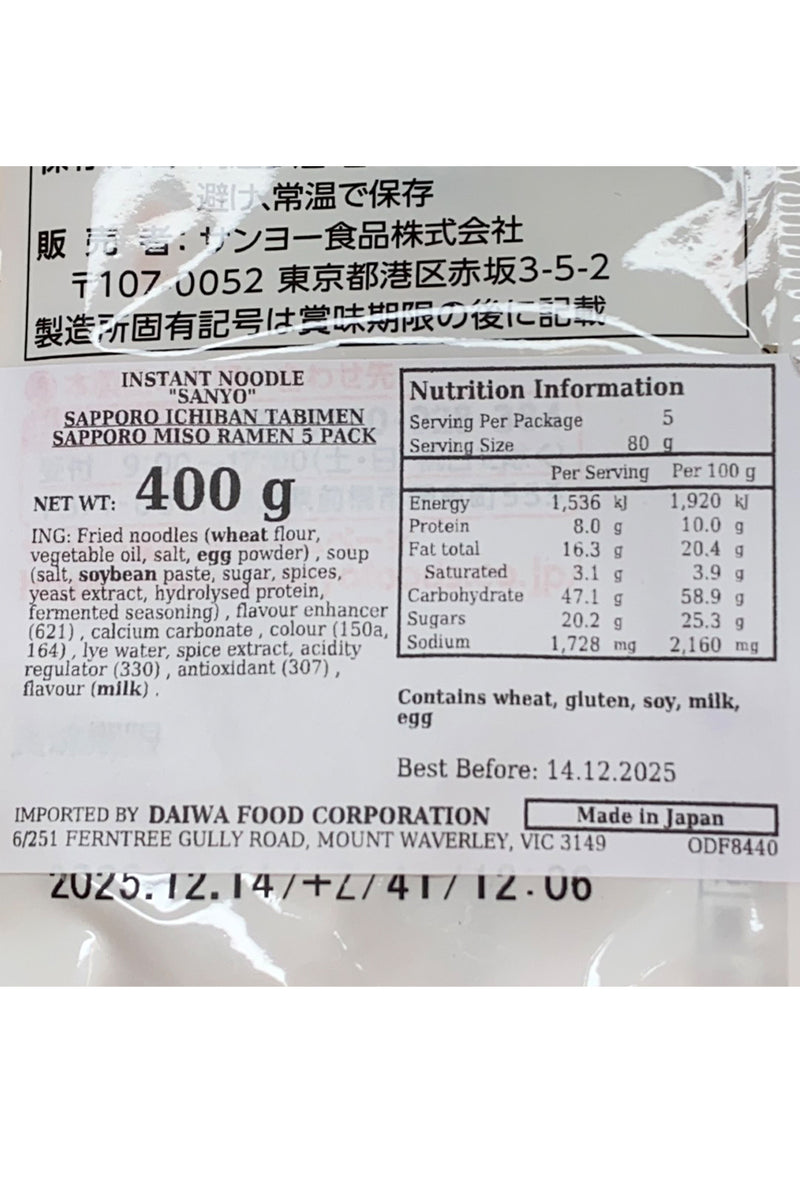 避け、常温で保存
販売者:サンヨー食品株式会社
〒107-0052 東京都港区赤坂3-5-2
製造所固有記号は賞味期限の後に記載
INSTANT NOODLE
"SANYO"
SAPPORO ICHIBAN TABIMEN
SAPPORO MISO RAMEN 5 PACK
NET WT: 400 g
ING: Fried noodles (wheat flour,
vegetable oil, salt, egg powder) , soup
(salt, soybean paste, sugar, spices,
yeast extract, hydrolysed protein,
fermented seasoning) , flavour enhancer
(621) , calcium carbonate , colour (150a,
164) , lye water, spice extract, acidity
regulator (330) , antioxidant (307) ,
flavour (milk) .
Nutrition Information
Serving Per Package 5
Serving Size 80 g
Per Serving Per 100 g
Energy 1,536 kJ 1,920 kJ
Protein 8.0 g 10.0 g
Fat total 16.3 g 20.4 g
Saturated 3.1 g 3.9 g
Carbohydrate 47.1 g 58.9 g
Sugars 20.2 g 25.3 g
Sodium 1,728 mg 2,160 mg
Contains wheat, gluten, soy, milk,
egg
Best Before: 14.12.2025
IMPORTED BY DAIWA FOOD CORPORATION
Made in Japan
6/251 FERNTREE GULLY ROAD, MOUNT WAVERLEY, VIC 3149
ODF8440
2025.12.14/+Z/41/12:06